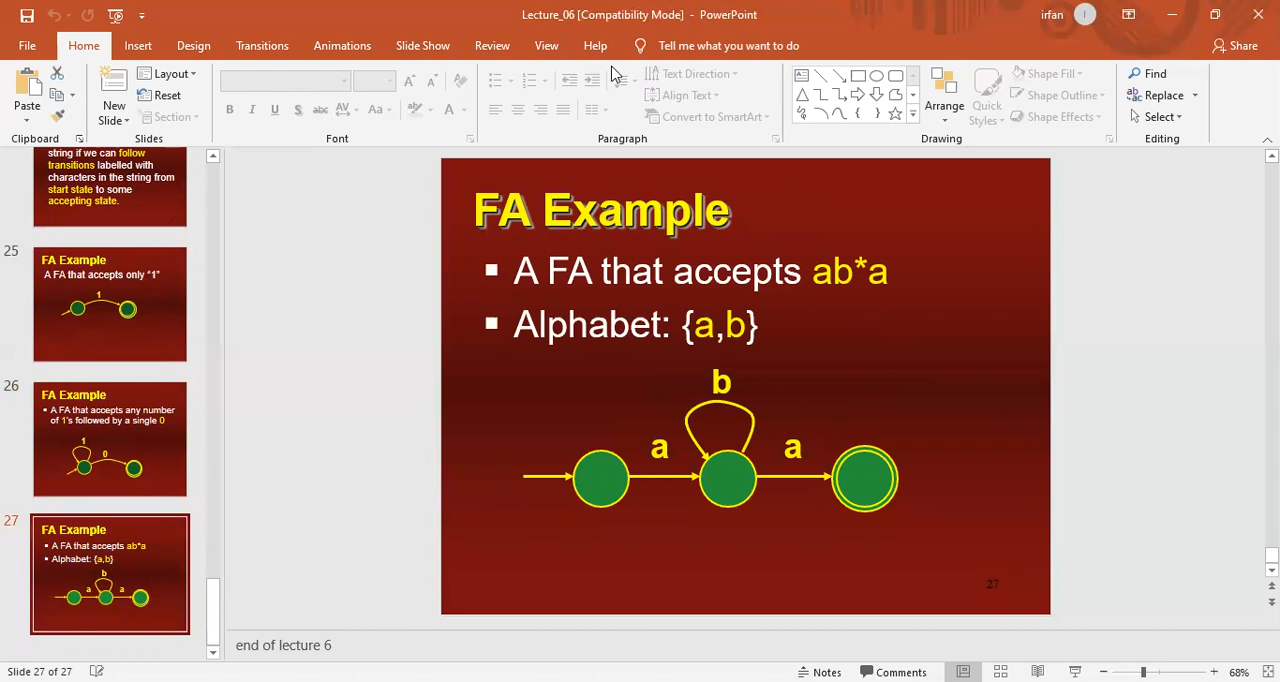 Lecture_06 [Compatibility Mode] - PowerPoint
irfan
I
File
Home
Insert
Design
Transitions
Animations
Slide Show
Review
View
Help
Tell me what you want to do
Share
Paste
Clipboard
New
Slide
Layout
Reset
Section
Slides
B
I
U
S
abc
AV
Aa
A
A
A
ab
A
Font
Text Direction
Align Text
Convert to SmartArt
Paragraph
Arrange
Quick
Styles
Shape Fill
Shape Outline
Shape Effects
Drawing
Find
Replace
Select
Editing
string if we can follow
transitions labelled with
characters in the string from
start state to some
accepting state.
25
FA Example
A FA that accepts only “1”
1
26
FA Example
▪ A FA that accepts any number
of 1's followed by a single 0
1
0
27
FA Example
▪ A FA that accepts ab*a
▪ Alphabet: {a,b}
b
a
a
FA Example
▪ A FA that accepts ab*a
▪ Alphabet: {a,b}
b
a
a
27
end of lecture 6
Slide 27 of 27
Notes
Comments
68%